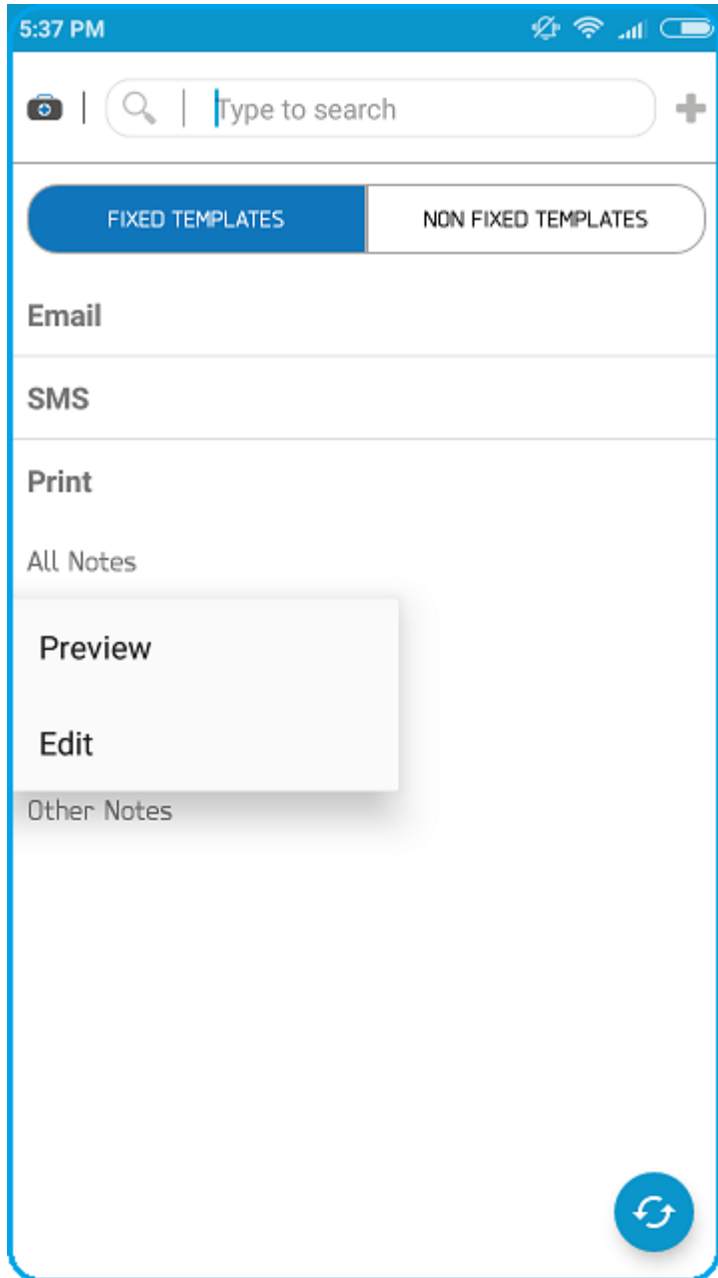 5:37 PM
Type to search
FIXED TEMPLATES
NON FIXED TEMPLATES
Email
SMS
Print
All Notes
Preview
Edit
Other Notes